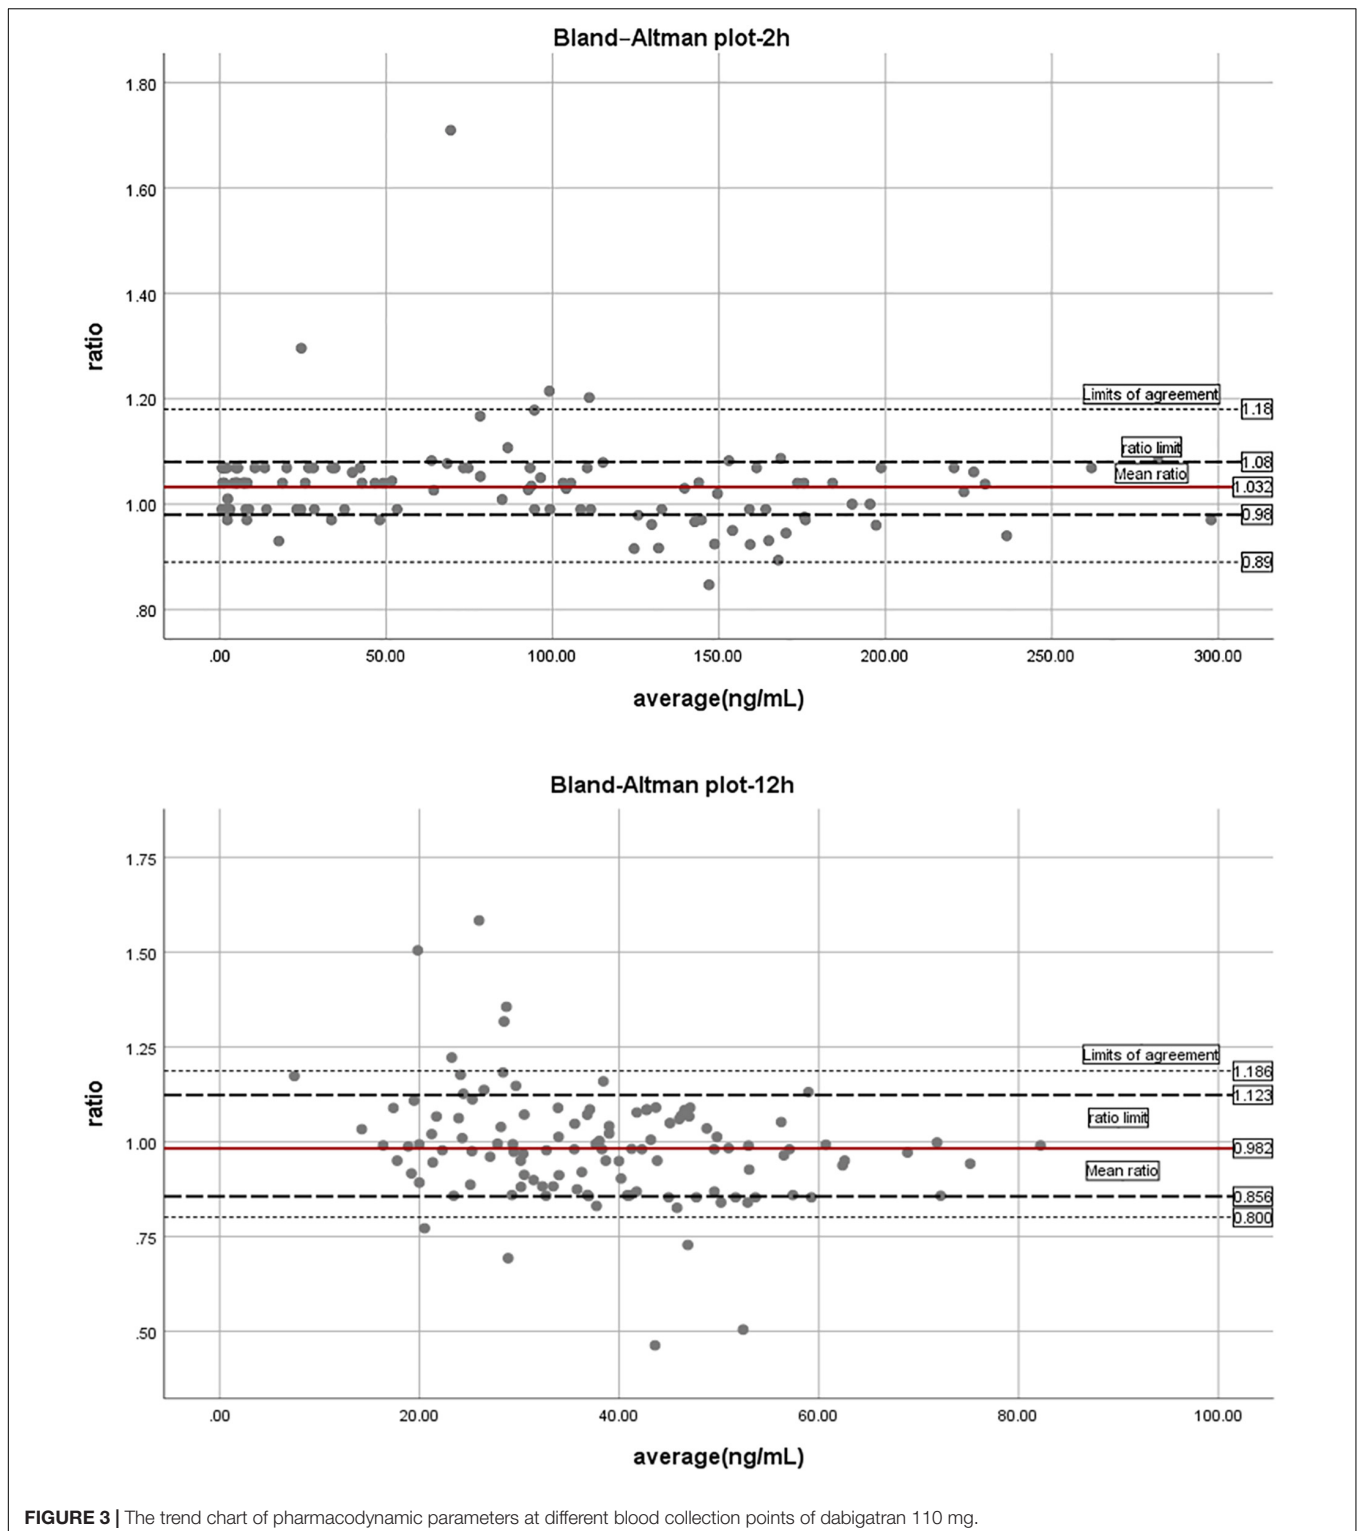 Bland–Altman plot-2h
1.80
1.60
1.40
1.20
1.00
.80
ratio
Limits of agreement
1.18
ratio limit
1.08
Mean ratio
1.032
0.98
0.89
.00 50.00 100.00 150.00 200.00 250.00 300.00
average(ng/mL)
Bland-Altman plot-12h
1.75
1.50
1.25
1.00
.75
.50
ratio
Limits of agreement
1.186
1.123
ratio limit
0.982
Mean ratio
0.856
0.800
.00 20.00 40.00 60.00 80.00 100.00
average(ng/mL)
FIGURE 3 | The trend chart of pharmacodynamic parameters at different blood collection points of dabigatran 110 mg.